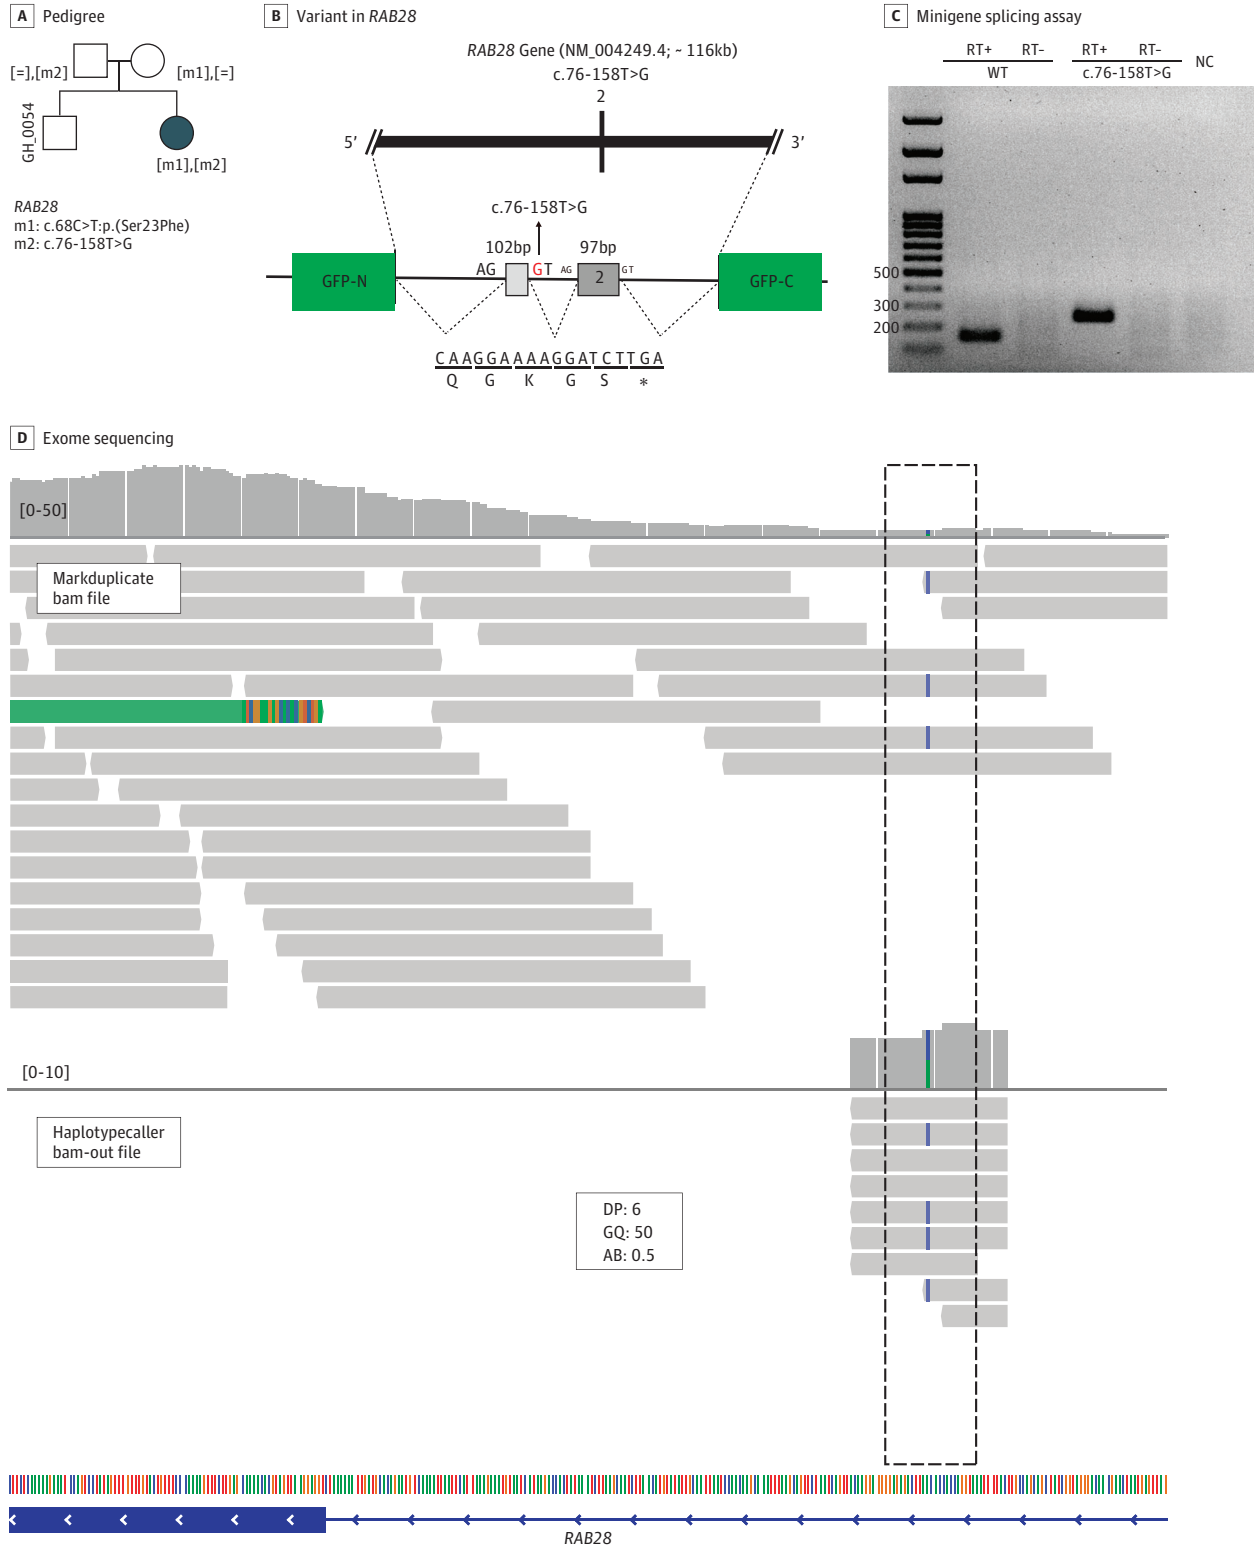 A Pedigree
[=],[m2]
[m1],[=]
GH_0054
[m1],[m2]
RAB28
m1: c.68C>T:p.(Ser23Phe)
m2: c.76-158T>G
B Variant in RAB28
RAB28 Gene (NM_004249.4; ~ 116kb)
c.76-158T>G
2
5′
3′
c.76-158T>G
102bp
97bp
GFP-N
AG
GT
AG
2
GT
GFP-C
CAAGGAAAAGGATCTTGA
Q G K G S *
C Minigene splicing assay
RT+ RT- RT+ RT-
WT c.76-158T>G NC
500
300
200
D Exome sequencing
[0-50]
Markduplicate
bam file
[0-10]
Haplotypecaller
bam-out file
DP: 6
GQ: 50
AB: 0.5
RAB28